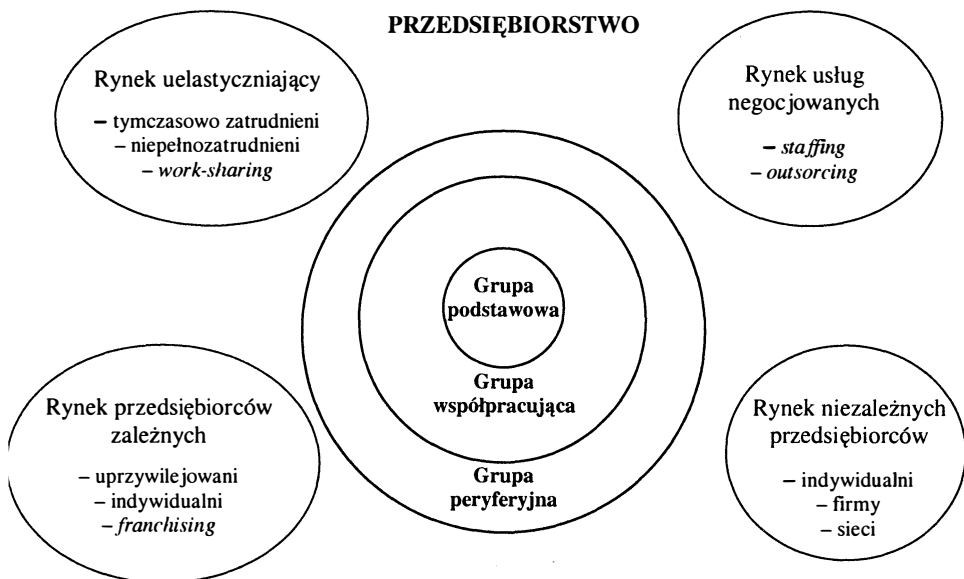 PRZEDSIĘBIORSTWO
Rynek uelastyczniający
– tymczasowo zatrudnieni
– niepełnozatrudnieni
– work-sharing
Rynek usług
negocjowanych
– staffing
– outsorcing
Grupa
podstawowa
Grupa
współpracująca
Grupa
peryferyjna
Rynek przedsiębiorców
zależnych
– uprzywilejowani
– indywidualni
– franchising
Rynek niezależnych
przedsiębiorców
– indywidualni
– firmy
– sieci